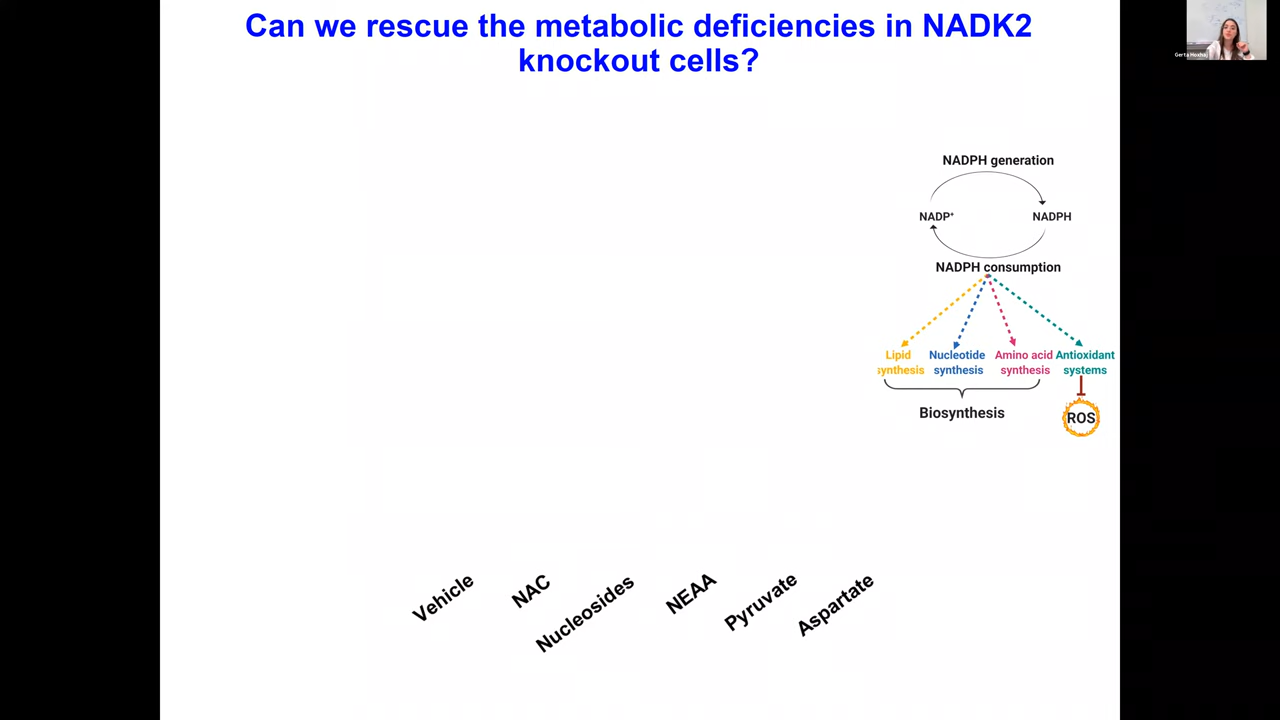 Can we rescue the metabolic deficiencies in NADK2
knockout cells?
NADPH generation
NADP+
NADPH
NADPH consumption
Lipid
synthesis
Nucleotide
synthesis
Amino acid
synthesis
Antioxidant
systems
Biosynthesis
ROS
Vehicle
NAC
Nucleosides
NEAA
Pyruvate
Aspartate